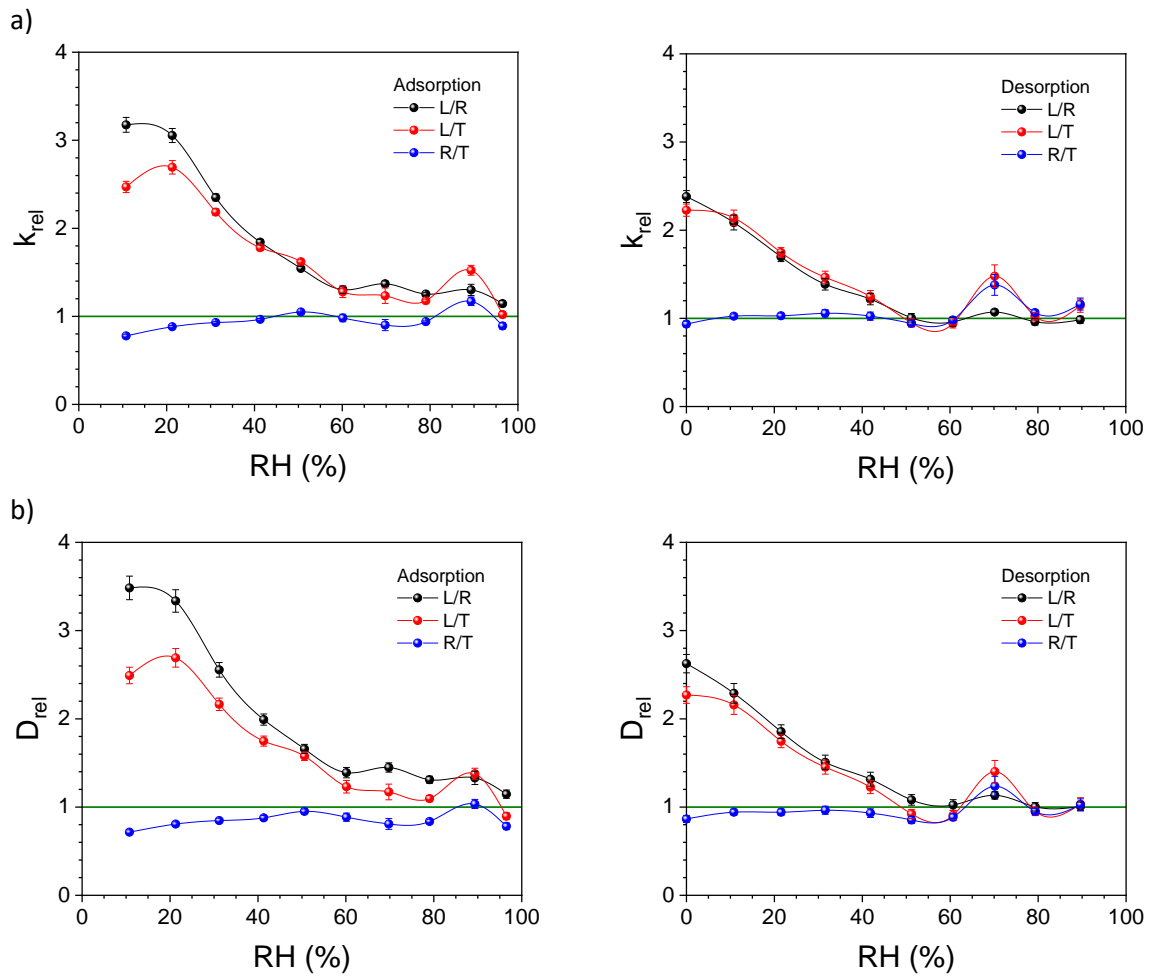 a)
4
3
2
1
0
k_rel
Adsorption
L/R
L/T
R/T
0 20 40 60 80 100
RH (%)
4
3
2
1
0
k_rel
Desorption
L/R
L/T
R/T
0 20 40 60 80 100
RH (%)
b)
4
3
2
1
0
D_rel
Adsorption
L/R
L/T
R/T
0 20 40 60 80 100
RH (%)
4
3
2
1
0
D_rel
Desorption
L/R
L/T
R/T
0 20 40 60 80 100
RH (%)